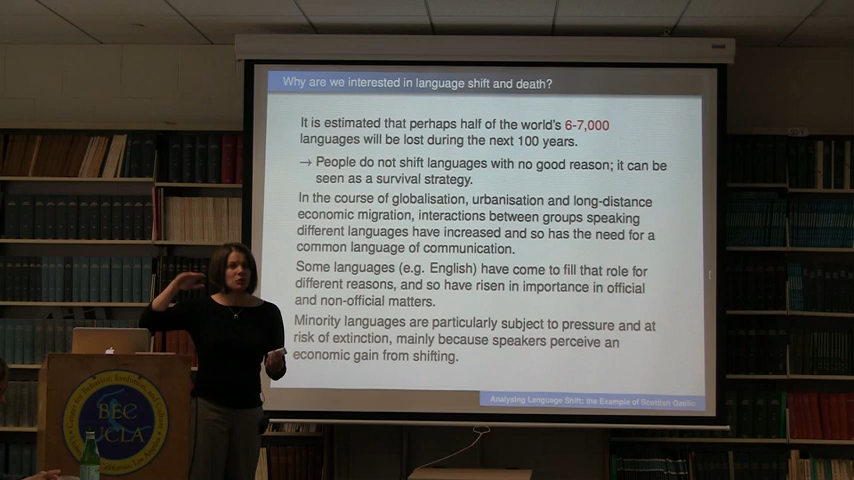 Why are we interested in language shift and death?
It is estimated that perhaps half of the world's 6-7,000
languages will be lost during the next 100 years.
→ People do not shift languages with no good reason; it can be
seen as a survival strategy.
In the course of globalisation, urbanisation and long-distance
economic migration, interactions between groups speaking
different languages have increased and so has the need for a
common language of communication.
Some languages (e.g. English) have come to fill that role for
different reasons, and so have risen in importance in official
and non-official matters.
Minority languages are particularly subject to pressure and at
risk of extinction, mainly because speakers perceive an
economic gain from shifting.
Analysing Language Shift: the Example of Scottish Gaelic
Center for Behavior, Evolution, and Culture
BEC
UCLA